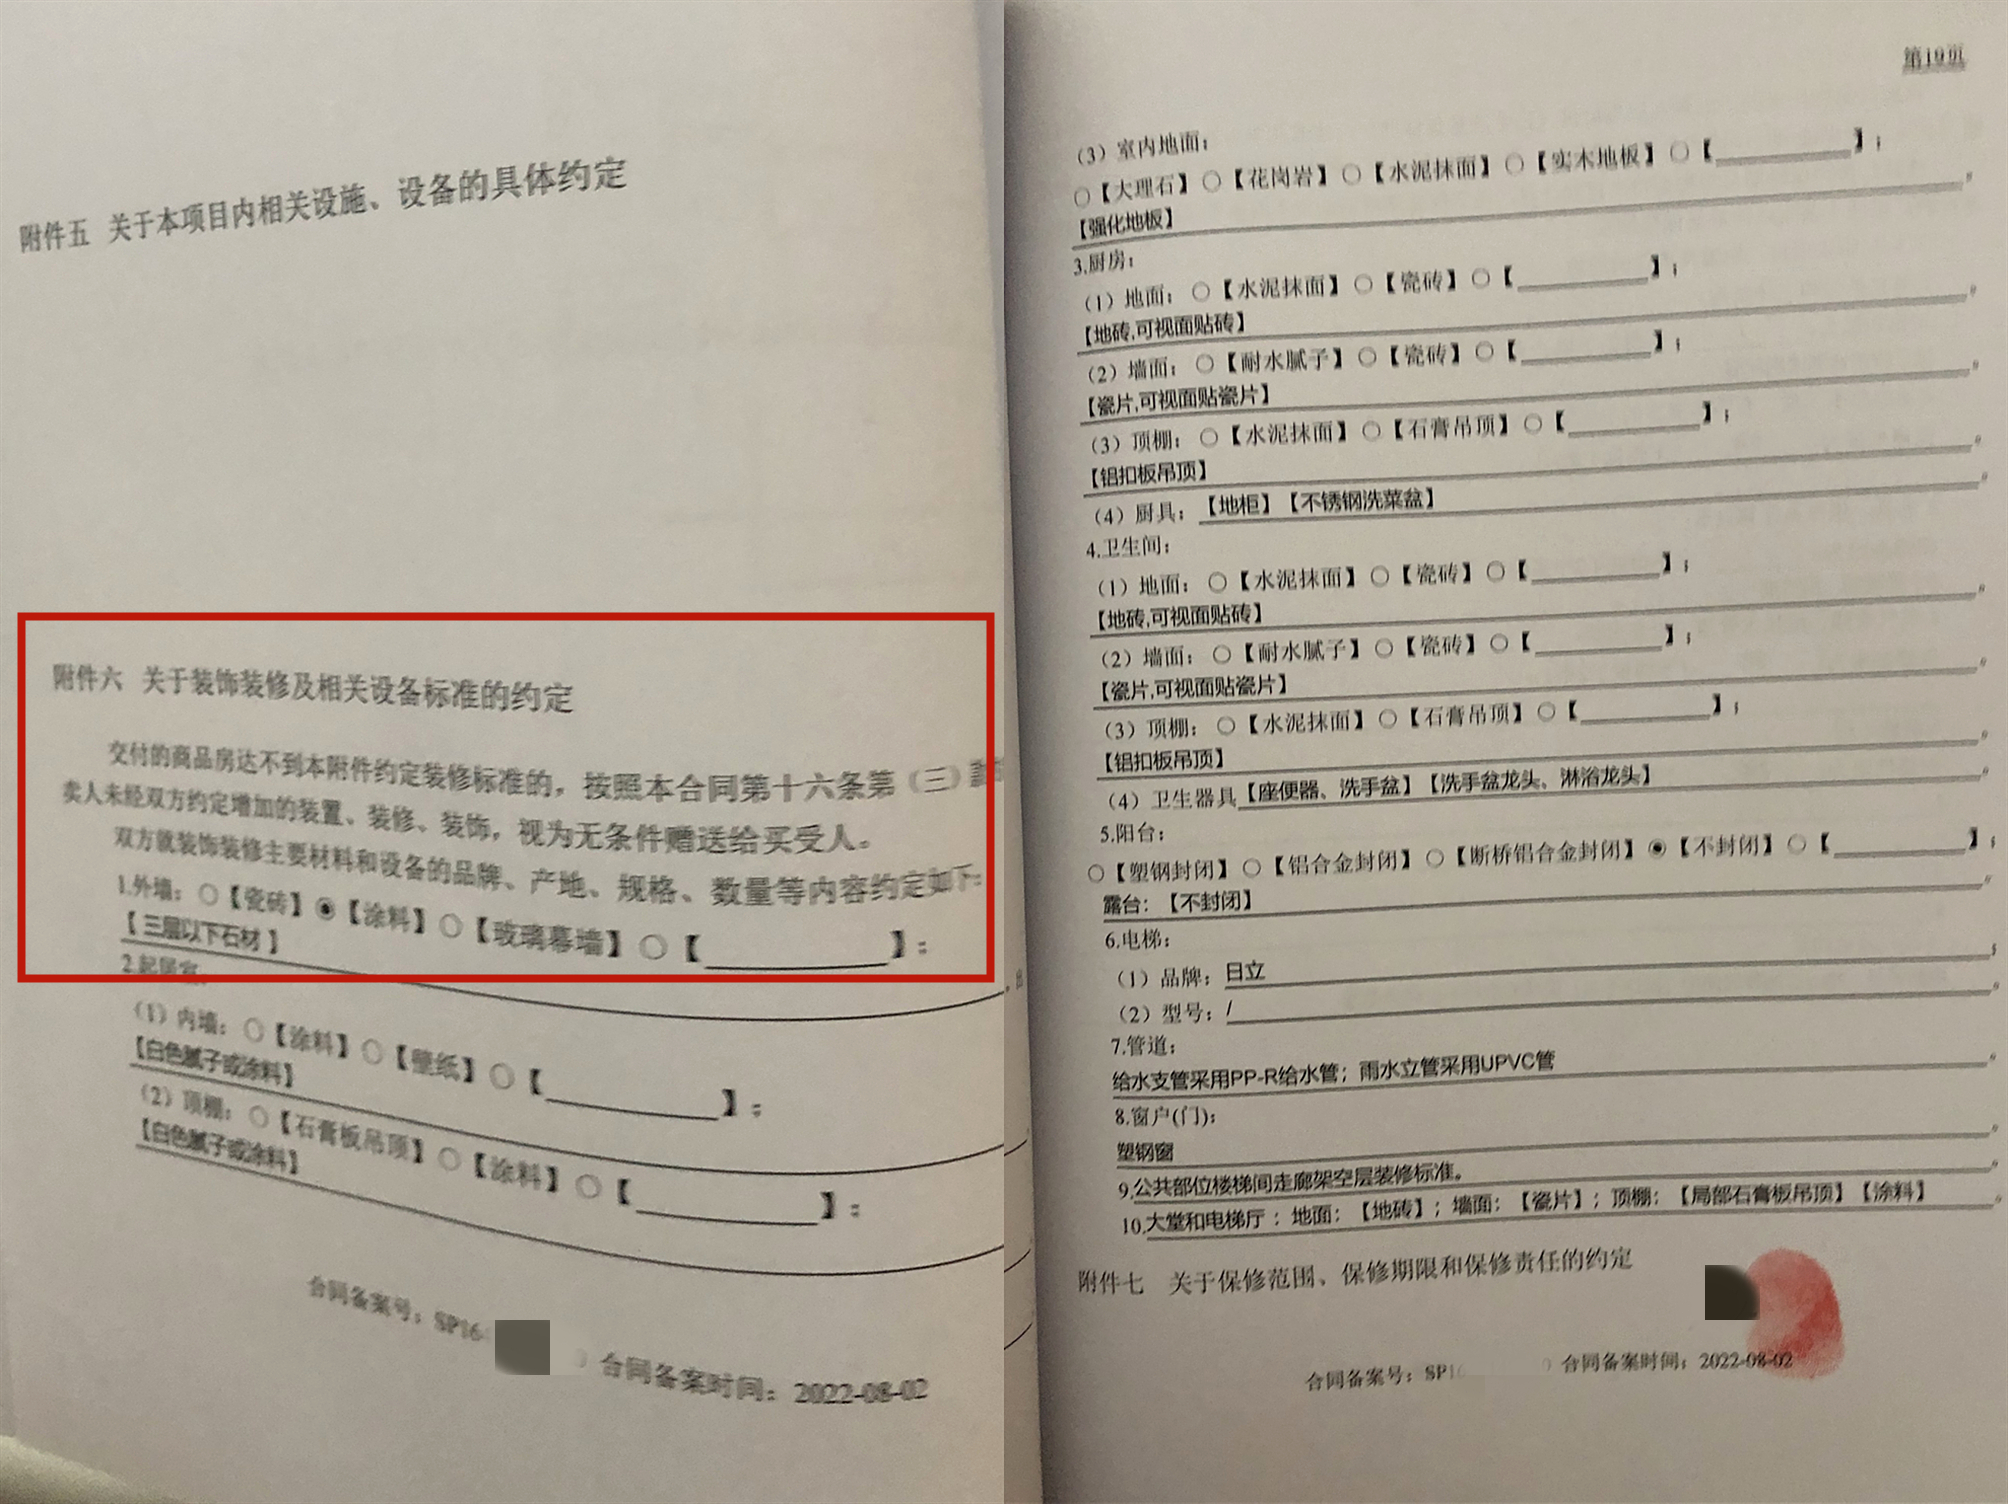 附件五 关于本项目内相关设施、设备的具体约定
附件六 关于装饰装修及相关设备标准的约定
交付的商品房达不到本附件约定装修标准的，按照本合同第十六条第（三）
卖人未经双方约定增加的装置、装修、装饰，视为无条件赠送给买受人。
双方就装饰装修主要材料和设备的品牌、产地、规格、数量等内容约定如下：
1.外墙：○【瓷砖】◉【涂料】○【玻璃幕墙】○【__________】；
【三层以下石材】
2.起居室：
（1）内墙：○【涂料】○【壁纸】○【__________】；
【白色腻子或涂料】
（2）顶棚：○【石膏板吊顶】○【涂料】○【__________】；
【白色腻子或涂料】
合同备案号：SP16 合同备案时间：2022-08-02
第19页
（3）室内地面：
○【大理石】○【花岗岩】○【水泥抹面】○【实木地板】○【__________】；
【强化地板】。
3.厨房：
（1）地面：○【水泥抹面】○【瓷砖】○【__________】；
【地砖,可视面贴砖】。
（2）墙面：○【耐水腻子】○【瓷砖】○【__________】；
【瓷片,可视面贴瓷片】。
（3）顶棚：○【水泥抹面】○【石膏吊顶】○【__________】；
【铝扣板吊顶】。
（4）厨具：【地柜】【不锈钢洗菜盆】。
4.卫生间：
（1）地面：○【水泥抹面】○【瓷砖】○【__________】；
【地砖,可视面贴砖】。
（2）墙面：○【耐水腻子】○【瓷砖】○【__________】；
【瓷片,可视面贴瓷片】。
（3）顶棚：○【水泥抹面】○【石膏吊顶】○【__________】；
【铝扣板吊顶】。
（4）卫生器具【座便器、洗手盆】【洗手盆龙头、淋浴龙头】。
5.阳台：
○【塑钢封闭】○【铝合金封闭】○【断桥铝合金封闭】◉【不封闭】○【__________】；
露台：【不封闭】。
6.电梯：
（1）品牌：日立；
（2）型号：/。
7.管道：
给水支管采用PP-R给水管；雨水立管采用UPVC管。
8.窗户(门)：
塑钢窗。
9.公共部位楼梯间走廊架空层装修标准。。
10.大堂和电梯厅：地面：【地砖】；墙面：【瓷片】；顶棚：【局部石膏板吊顶】【涂料】。
附件七 关于保修范围、保修期限和保修责任的约定
合同备案号：SP16 合同备案时间：2022-08-02